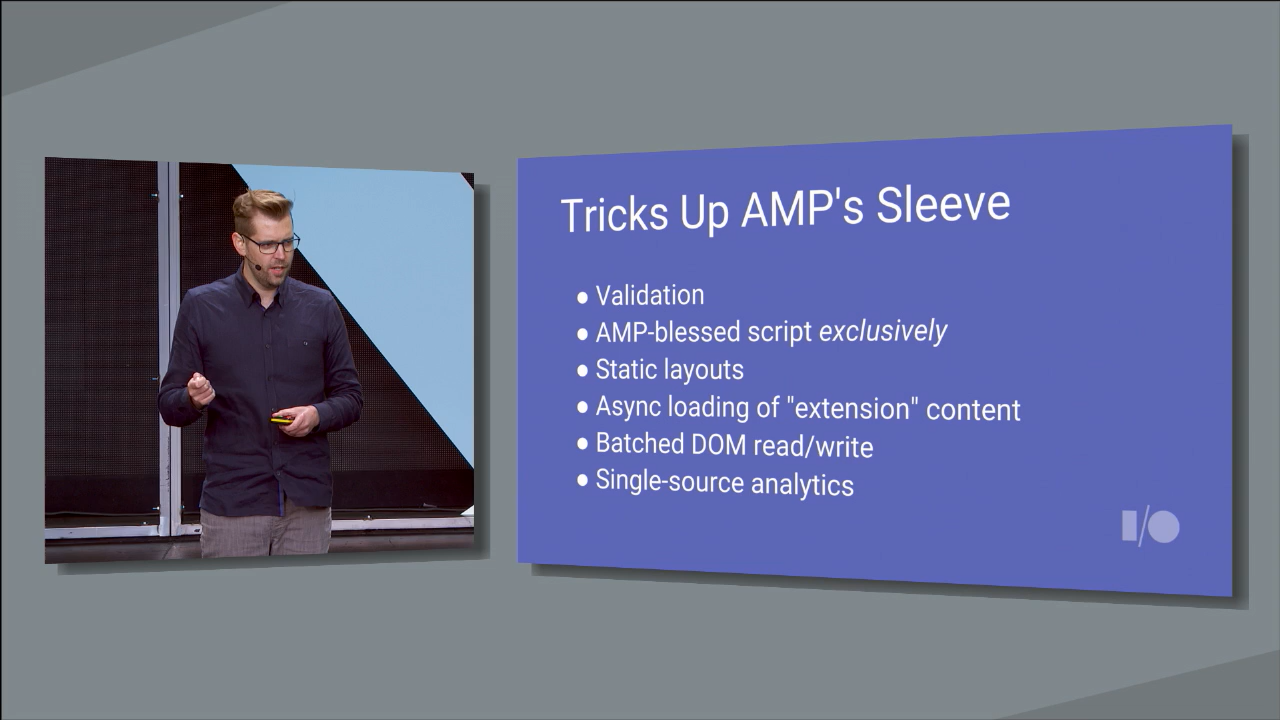 Tricks Up AMP's Sleeve
● Validation
● AMP-blessed script exclusively
● Static layouts
● Async loading of "extension" content
● Batched DOM read/write
● Single-source analytics
I/O